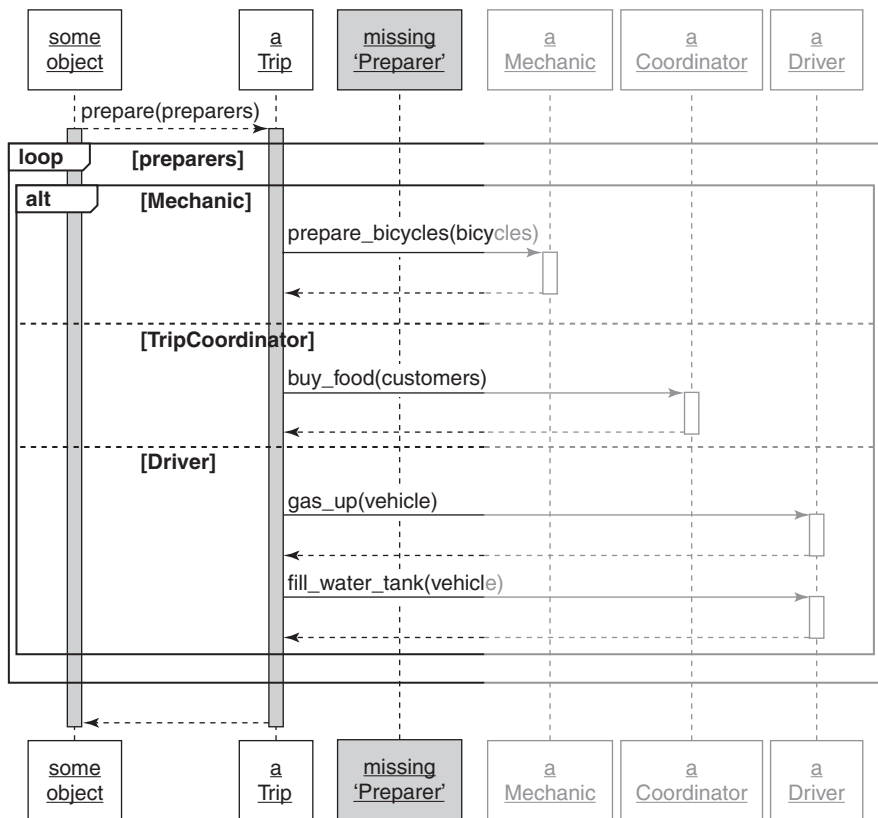 some
object
a
Trip
missing
‘Preparer’
a
Mechanic
a
Coordinator
a
Driver
prepare(preparers)
loop
[preparers]
alt
[Mechanic]
prepare_bicycles(bicycles)
[TripCoordinator]
buy_food(customers)
[Driver]
gas_up(vehicle)
fill_water_tank(vehicle)
some
object
a
Trip
missing
‘Preparer’
a
Mechanic
a
Coordinator
a
Driver